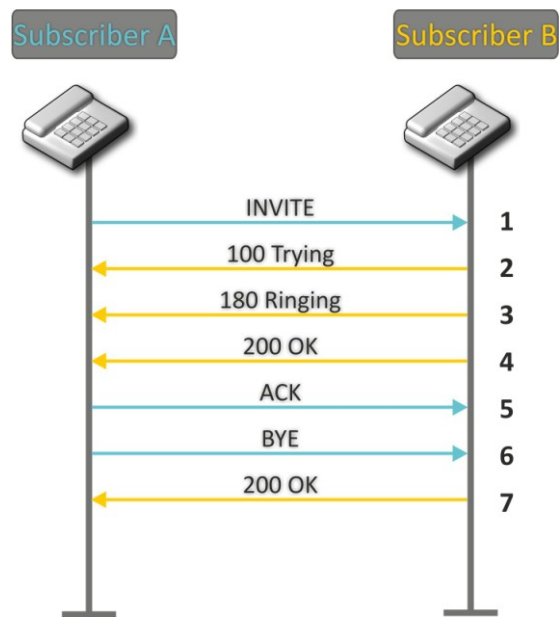 Subscriber A
Subscriber B
INVITE
1
100 Trying
2
180 Ringing
3
200 OK
4
ACK
5
BYE
6
200 OK
7